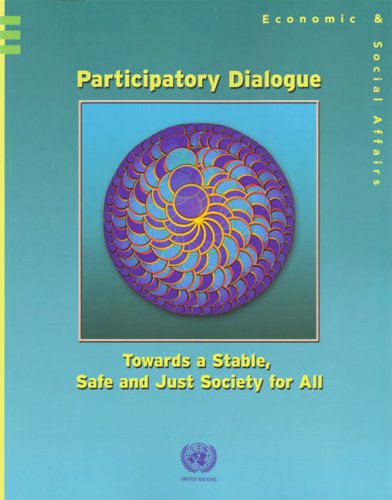 Economic & Social Affairs
Participatory Dialogue
Towards a Stable,
Safe and Just Society for All
UNITED NATIONS